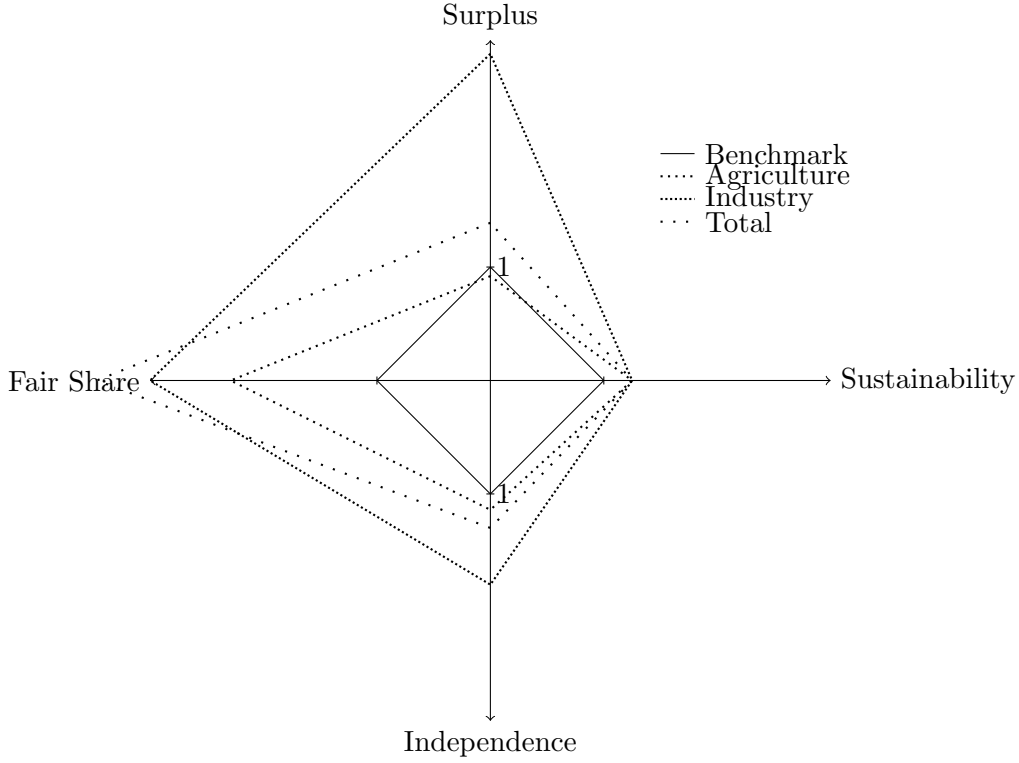 Surplus
Benchmark
Agriculture
Industry
Total
1
Fair Share
Sustainability
1
Independence